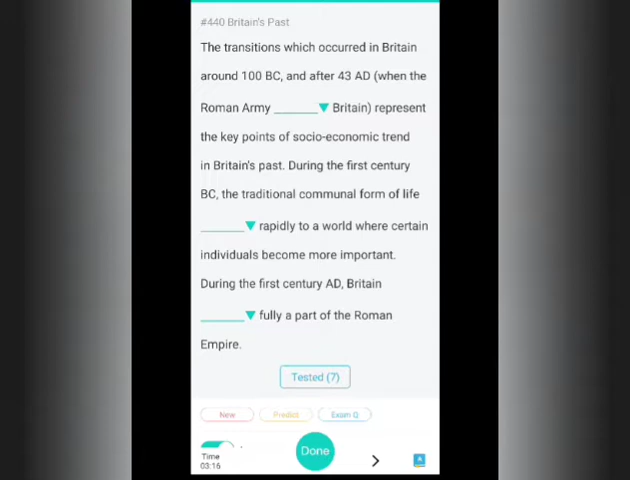 #440 Britain's Past
The transitions which occurred in Britain
around 100 BC, and after 43 AD (when the
Roman Army ______▼ Britain) represent
the key points of socio-economic trend
in Britain's past. During the first century
BC, the traditional communal form of life
______▼ rapidly to a world where certain
individuals become more important.
During the first century AD, Britain
______▼ fully a part of the Roman
Empire.
Tested (7)
New Predict Exam Q
Time
03:16
Done
>
A